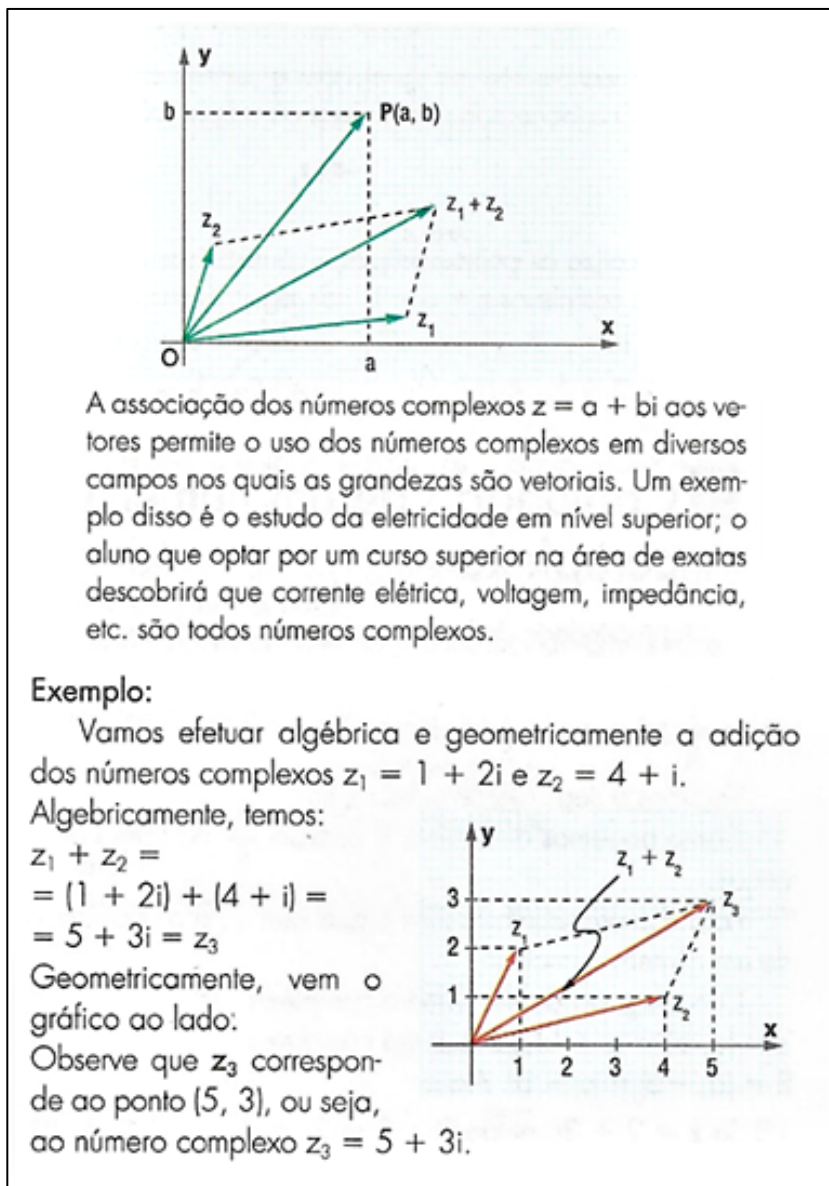 y
b
P(a, b)
z₂
z₁ + z₂
z₁
x
O
a
A associação dos números complexos z = a + bi aos ve-
tores permite o uso dos números complexos em diversos
campos nos quais as grandezas são vetoriais. Um exem-
plo disso é o estudo da eletricidade em nível superior; o
aluno que optar por um curso superior na área de exatas
descobrirá que corrente elétrica, voltagem, impedância,
etc. são todos números complexos.
Exemplo:
Vamos efetuar algébrica e geometricamente a adição
dos números complexos z₁ = 1 + 2i e z₂ = 4 + i.
Algebricamente, temos:
z₁ + z₂ =
= (1 + 2i) + (4 + i) =
= 5 + 3i = z₃
Geometricamente, vem o
gráfico ao lado:
Observe que z₃ correspon-
de ao ponto (5, 3), ou seja,
ao número complexo z₃ = 5 + 3i.
y
z₁ + z₂
3
z₃
z₁
2
1
z₂
x
1 2 3 4 5